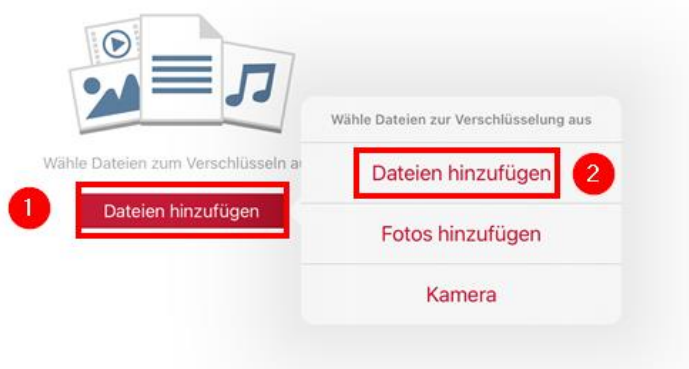 Wähle Dateien zum Verschlüsseln
1
Dateien hinzufügen
Wähle Dateien zur Verschlüsselung aus
Dateien hinzufügen
2
Fotos hinzufügen
Kamera